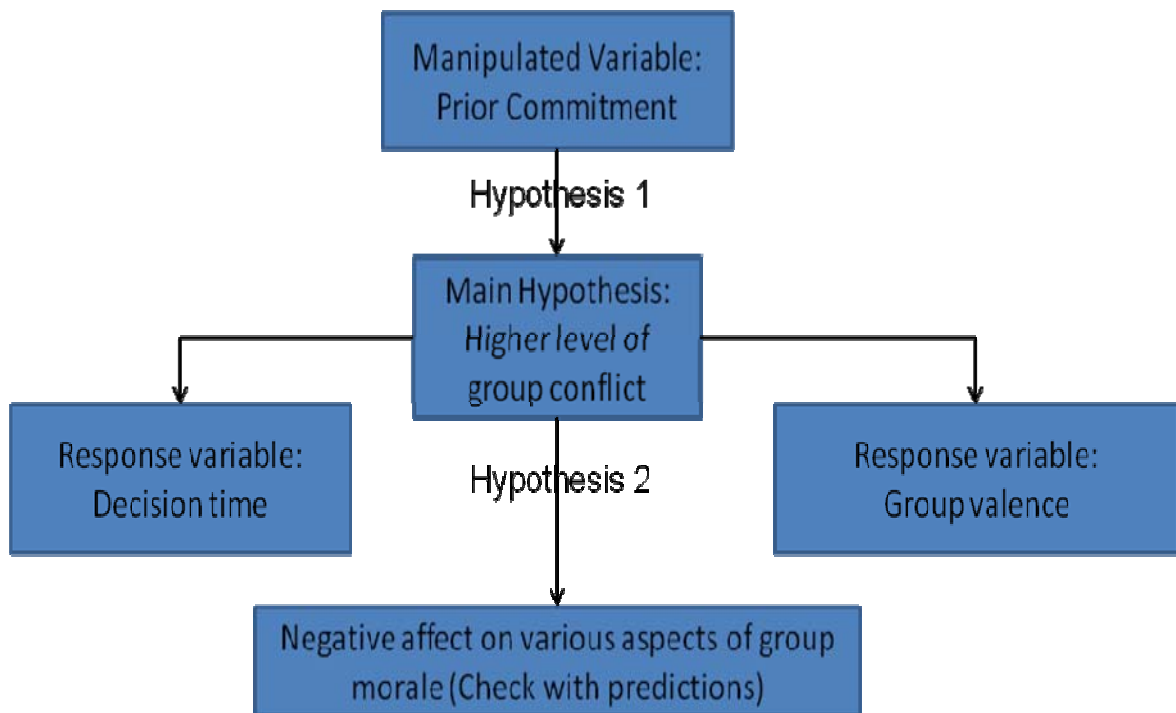 Manipulated Variable:
Prior Commitment
Hypothesis 1
Main Hypothesis:
Higher level of
group conflict
Response variable:
Decision time
Hypothesis 2
Response variable:
Group valence
Negative affect on various aspects of group
morale (Check with predictions)